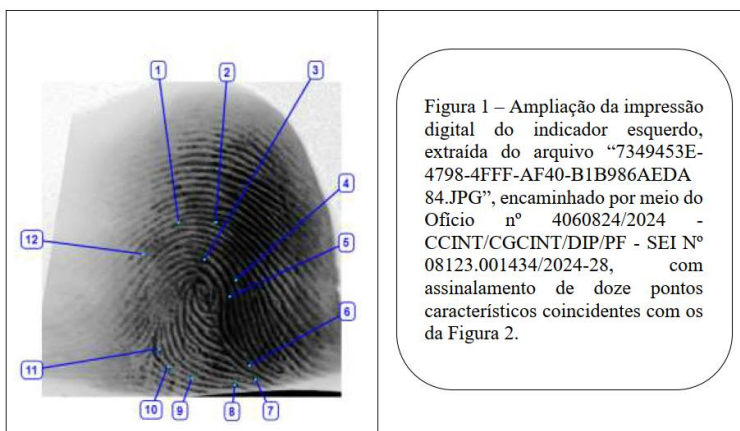 1
2
3
4
5
6
7
8
9
10
11
12
Figura 1 – Ampliação da impressão
digital do indicador esquerdo,
extraída do arquivo “7349453E-
4798-4FFF-AF40-B1B986AEDA
84.JPG”, encaminhado por meio do
Ofício nº 4060824/2024 -
CCINT/CGCINT/DIP/PF - SEI Nº
08123.001434/2024-28, com
assinalamento de doze pontos
característicos coincidentes com os
da Figura 2.